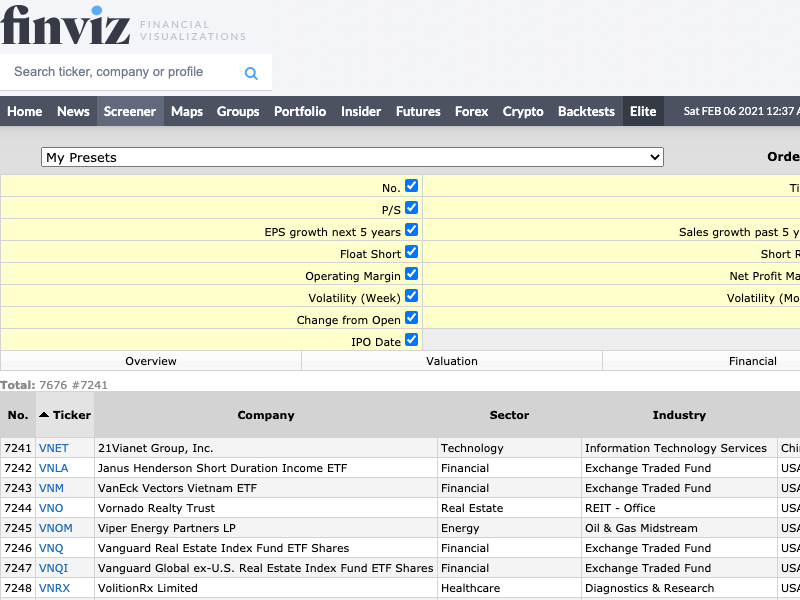 finviz FINANCIAL
VISUALIZATIONS
Search ticker, company or profile
Home News Screener Maps Groups Portfolio Insider Futures Forex Crypto Backtests Elite Sat FEB 06 2021 12:37 A
My Presets Orde
No. Ti
P/S
EPS growth next 5 years Sales growth past 5 y
Float Short Short R
Operating Margin Net Profit Ma
Volatility (Week) Volatility (Mo
Change from Open
IPO Date
Overview Valuation Financial
Total: 7676 #7241
No. Ticker Company Sector Industry
7241 VNET 21Vianet Group, Inc. Technology Information Technology Services Chi
7242 VNLA Janus Henderson Short Duration Income ETF Financial Exchange Traded Fund USA
7243 VNM VanEck Vectors Vietnam ETF Financial Exchange Traded Fund USA
7244 VNO Vornado Realty Trust Real Estate REIT - Office USA
7245 VNOM Viper Energy Partners LP Energy Oil & Gas Midstream USA
7246 VNQ Vanguard Real Estate Index Fund ETF Shares Financial Exchange Traded Fund USA
7247 VNQI Vanguard Global ex-U.S. Real Estate Index Fund ETF Shares Financial Exchange Traded Fund USA
7248 VNRX VolitionRx Limited Healthcare Diagnostics & Research USA